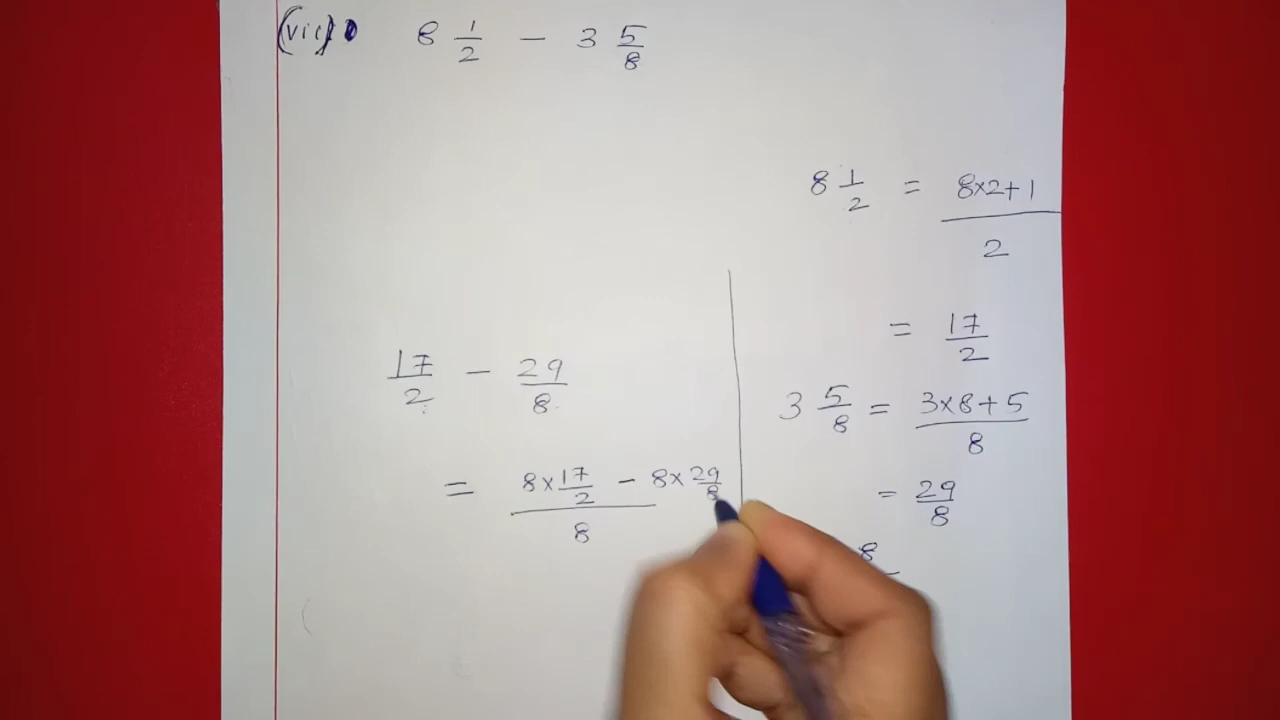 (vii) 8 1/2 - 3 5/8
8 1/2 = 8×2+1/2
= 17/2
17/2 - 29/8
3 5/8 = 3×8+5/8
= 8×17/2 - 8×29/8 / 8
= 29/8
8